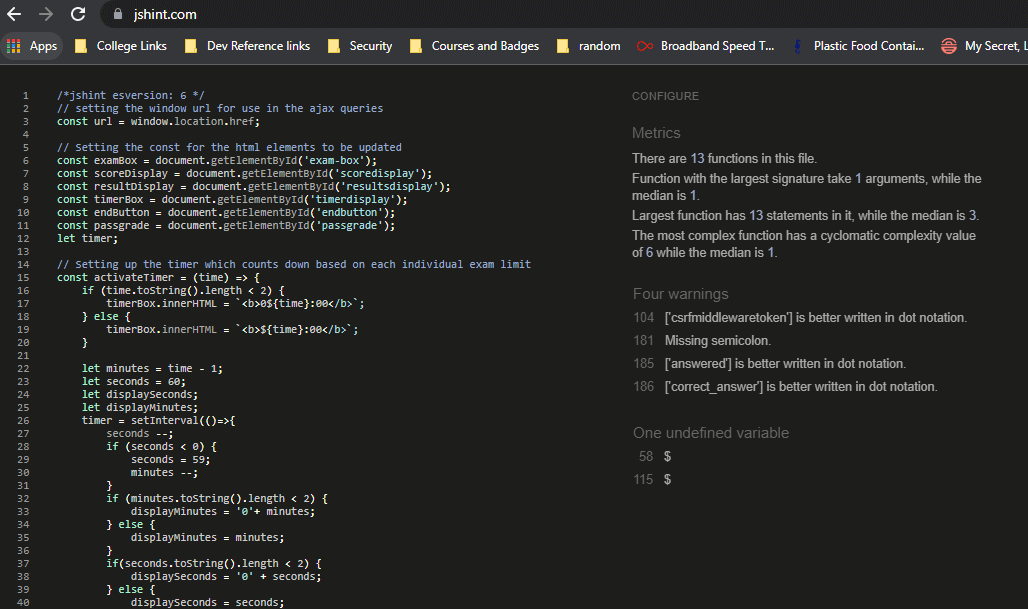 jshint.com
Apps College Links Dev Reference links Security Courses and Badges random Broadband Speed T... Plastic Food Contai... My Secret, L
1 /*jshint esversion: 6 */
2 // setting the window url for use in the ajax queries
3 const url = window.location.href;
4
5 // Setting the const for the html elements to be updated
6 const examBox = document.getElementById('exam-box');
7 const scoreDisplay = document.getElementById('scoredisplay');
8 const resultDisplay = document.getElementById('resultsdisplay');
9 const timerBox = document.getElementById('timerdisplay');
10 const endButton = document.getElementById('endbutton');
11 const passgrade = document.getElementById('passgrade');
12 let timer;
13
14 // Setting up the timer which counts down based on each individual exam limit
15 const activateTimer = (time) => {
16 if (time.toString().length < 2) {
17 timerBox.innerHTML = `<b>0${time}:00</b>`;
18 } else {
19 timerBox.innerHTML = `<b>${time}:00</b>`;
20 }
21
22 let minutes = time - 1;
23 let seconds = 60;
24 let displaySeconds;
25 let displayMinutes;
26 timer = setInterval(()=>{
27 seconds --;
28 if (seconds < 0) {
29 seconds = 59;
30 minutes --;
31 }
32 if (minutes.toString().length < 2) {
33 displayMinutes = '0'+ minutes;
34 } else {
35 displayMinutes = minutes;
36 }
37 if(seconds.toString().length < 2) {
38 displaySeconds = '0' + seconds;
39 } else {
40 displaySeconds = seconds;
CONFIGURE
Metrics
There are 13 functions in this file.
Function with the largest signature take 1 arguments, while the
median is 1.
Largest function has 13 statements in it, while the median is 3.
The most complex function has a cyclomatic complexity value
of 6 while the median is 1.
Four warnings
104 ['csrfmiddlewaretoken'] is better written in dot notation.
181 Missing semicolon.
185 ['answered'] is better written in dot notation.
186 ['correct_answer'] is better written in dot notation.
One undefined variable
58 $
115 $